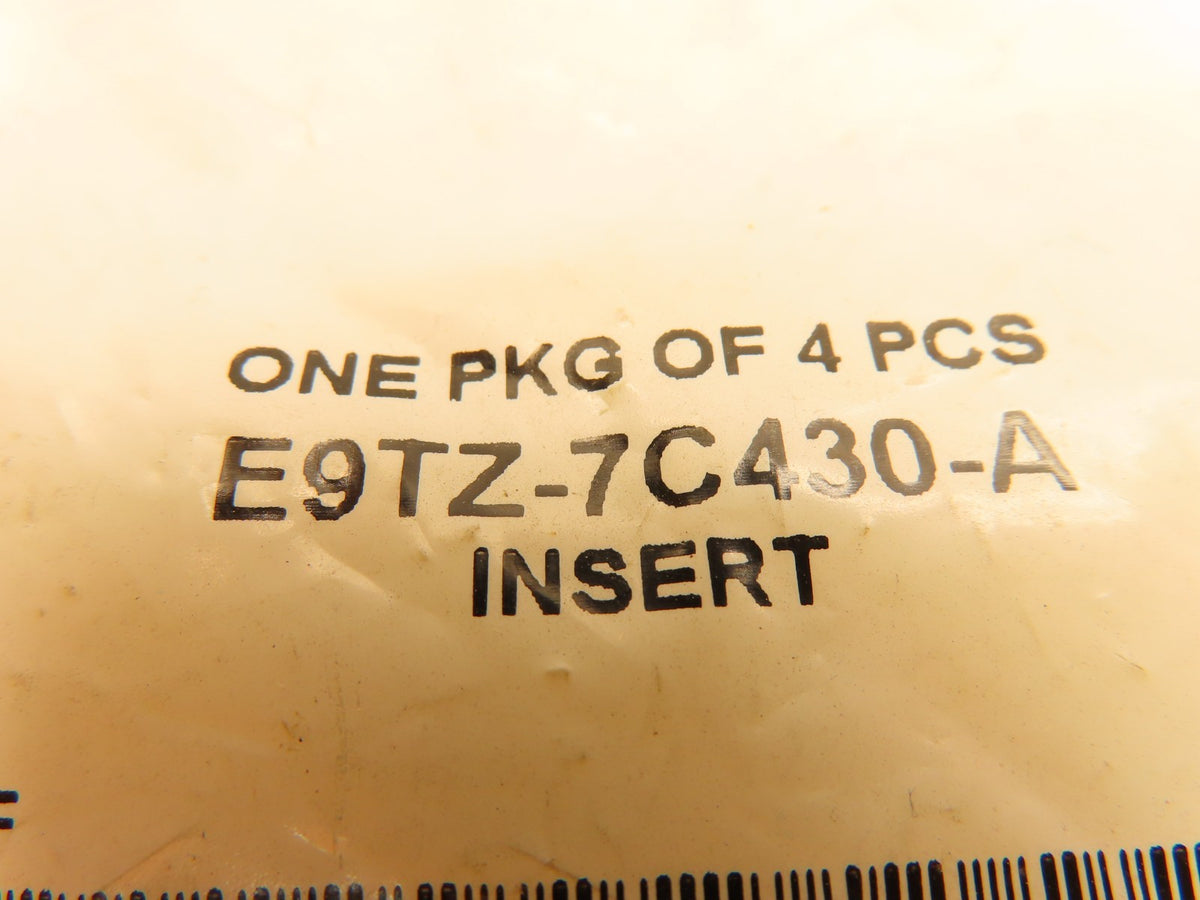 ONE PKG OF 4 PCS
E9TZ-7C430-A
INSERT